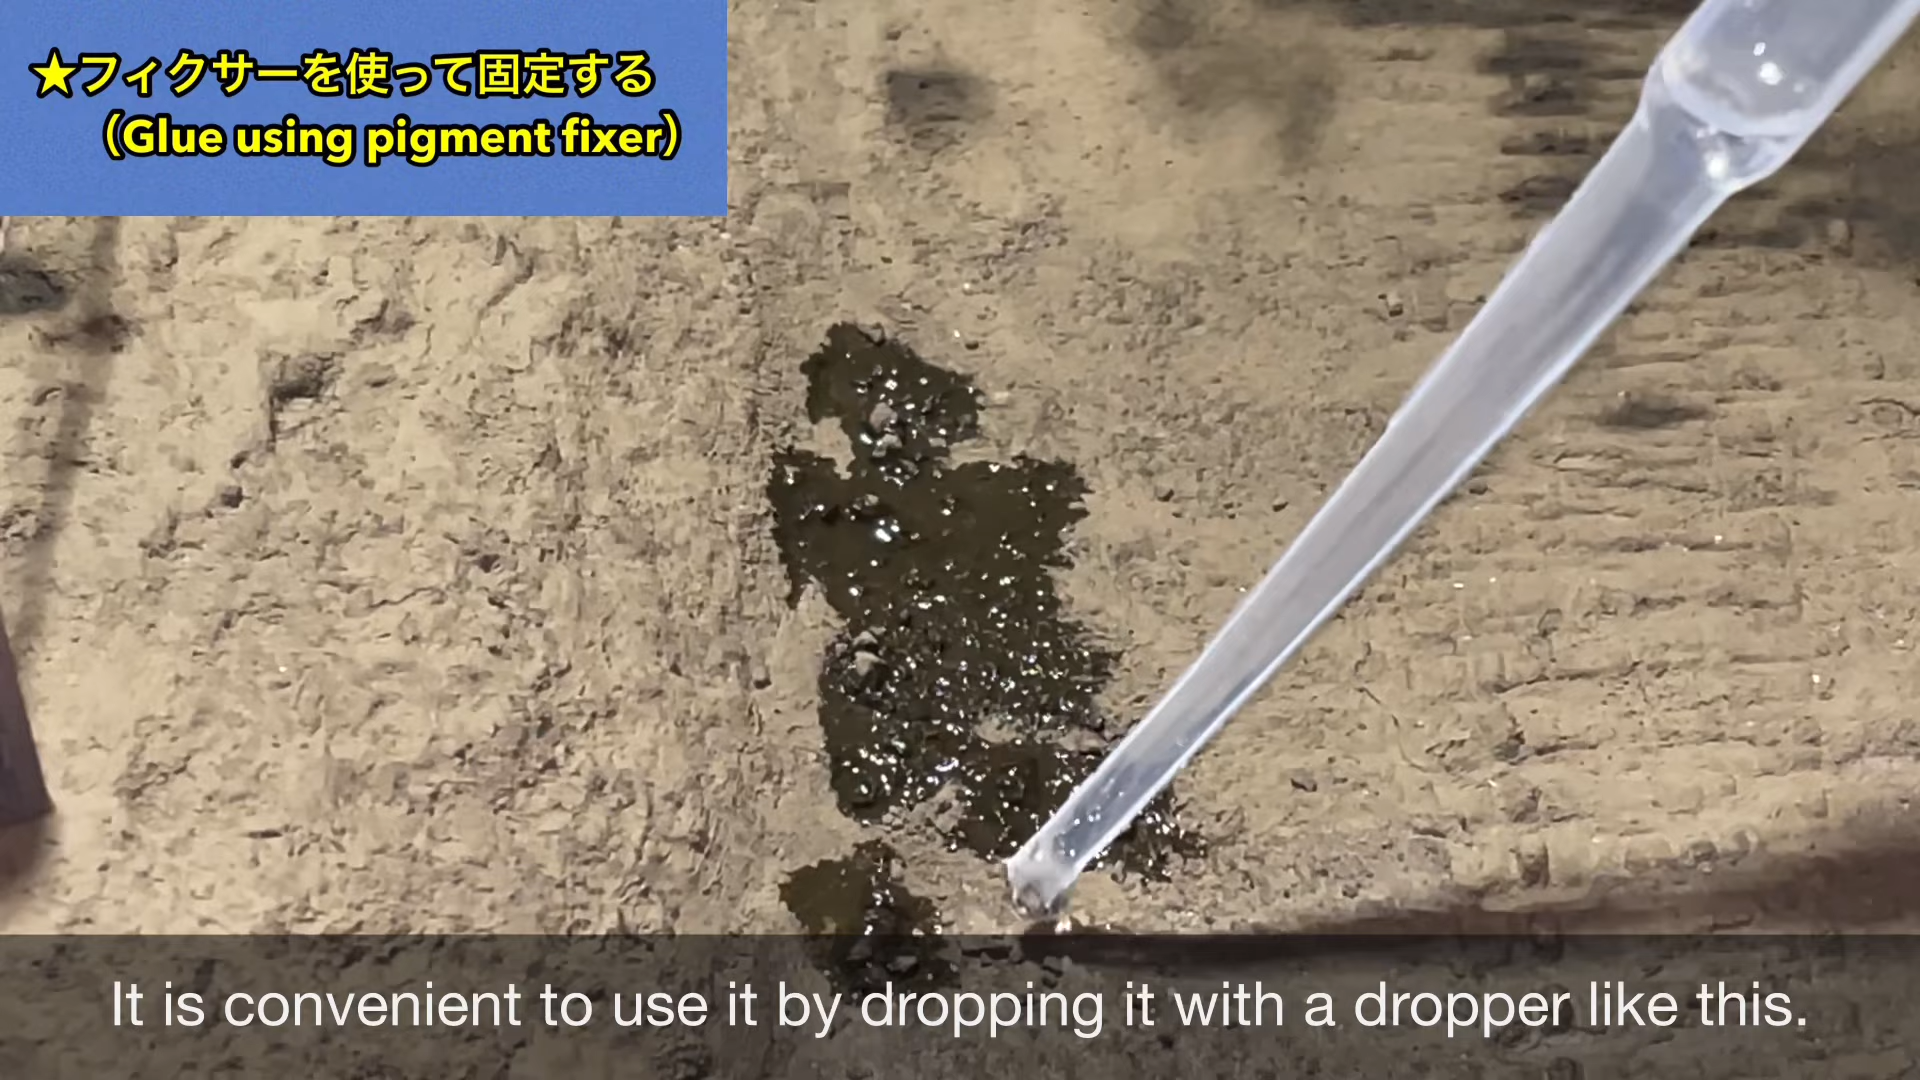 ★フィクサーを使って固定する
（Glue using pigment fixer）
It is convenient to use it by dropping it with a dropper like this.